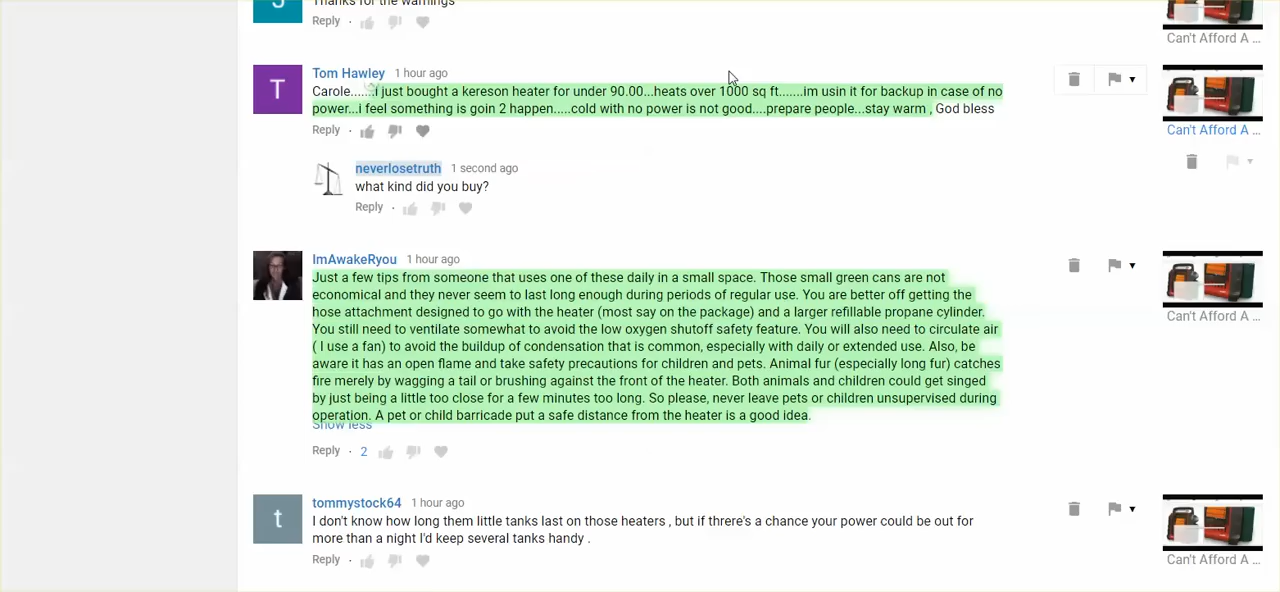 Thanks for the warnings
Reply ·
Can't Afford A ...
T
Tom Hawley 1 hour ago
Carole.......i just bought a kereson heater for under 90.00...heats over 1000 sq ft.......im usin it for backup in case of no
power...i feel something is goin 2 happen.....cold with no power is not good....prepare people...stay warm , God bless
Reply ·
Can't Afford A ...
neverlosetruth 1 second ago
what kind did you buy?
Reply ·
ImAwakeRyou 1 hour ago
Just a few tips from someone that uses one of these daily in a small space. Those small green cans are not
economical and they never seem to last long enough during periods of regular use. You are better off getting the
hose attachment designed to go with the heater (most say on the package) and a larger refillable propane cylinder.
You still need to ventilate somewhat to avoid the low oxygen shutoff safety feature. You will also need to circulate air
( I use a fan) to avoid the buildup of condensation that is common, especially with daily or extended use. Also, be
aware it has an open flame and take safety precautions for children and pets. Animal fur (especially long fur) catches
fire merely by wagging a tail or brushing against the front of the heater. Both animals and children could get singed
by just being a little too close for a few minutes too long. So please, never leave pets or children unsupervised during
operation. A pet or child barricade put a safe distance from the heater is a good idea.
Show less
Reply · 2
Can't Afford A ...
t
tommystock64 1 hour ago
I don't know how long them little tanks last on those heaters , but if threre's a chance your power could be out for
more than a night I'd keep several tanks handy .
Reply ·
Can't Afford A ...